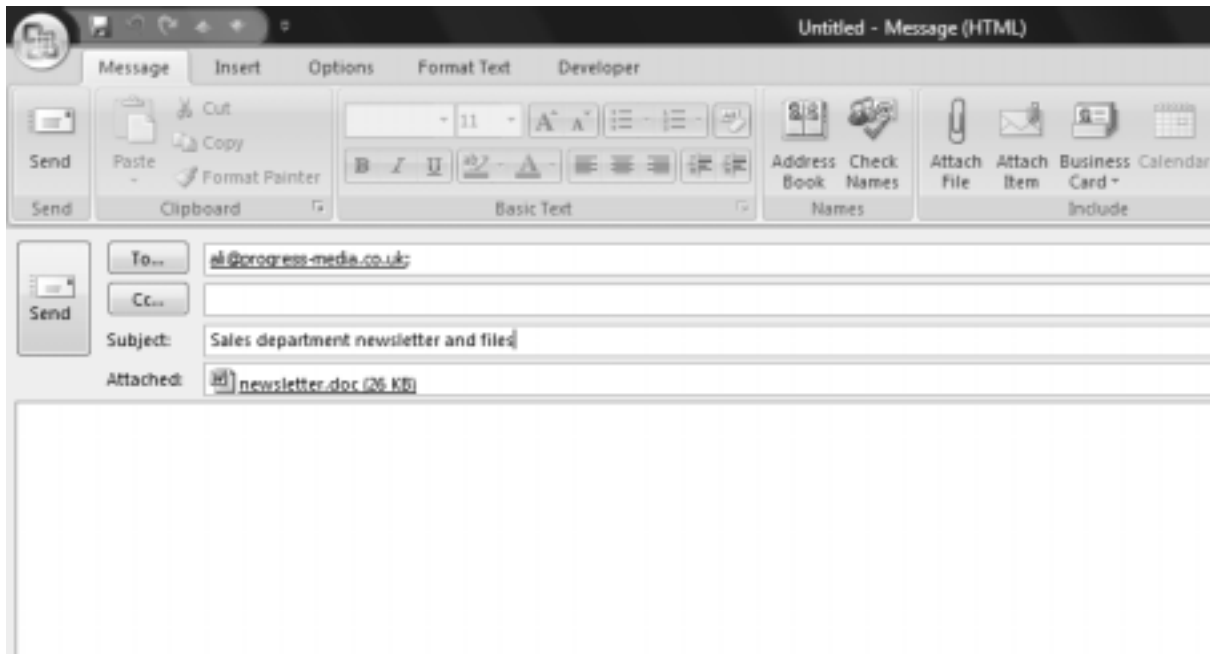 Untitled - Message (HTML)
Message Insert Options Format Text Developer
Send
Paste
Cut
Copy
Format Painter
11
A A
B I U ab A
Address Book
Check Names
Attach File
Attach Item
Business Card
Calendar
Send Clipboard Basic Text Names Include
Send
To... ali@progress-media.co.uk;
Cc...
Subject: Sales department newsletter and files
Attached: newsletter.doc (26 KB)